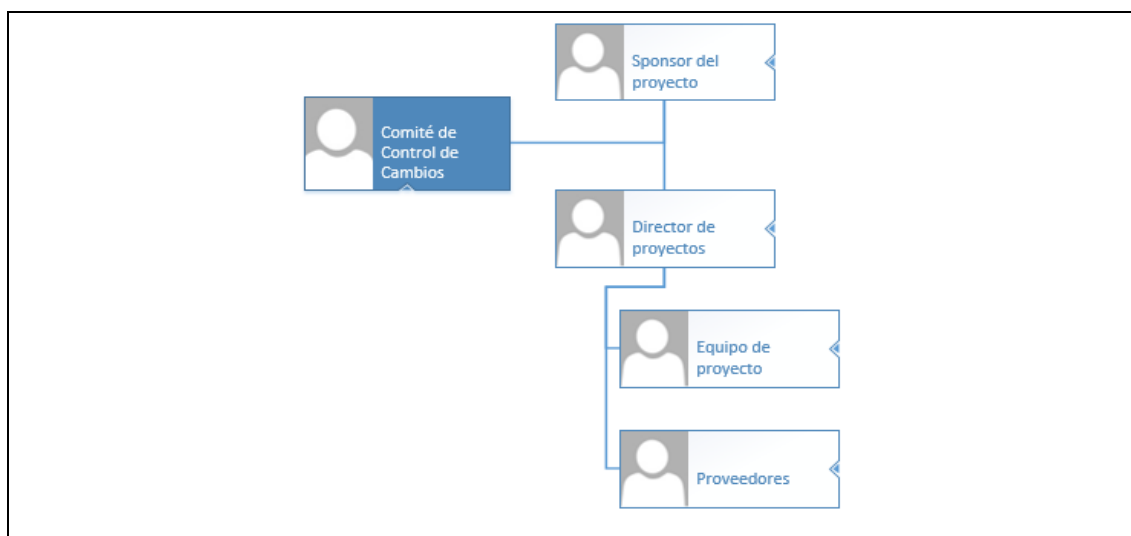 Sponsor del
proyecto
Comité de
Control de
Cambios
Director de
proyectos
Equipo de
proyecto
Proveedores